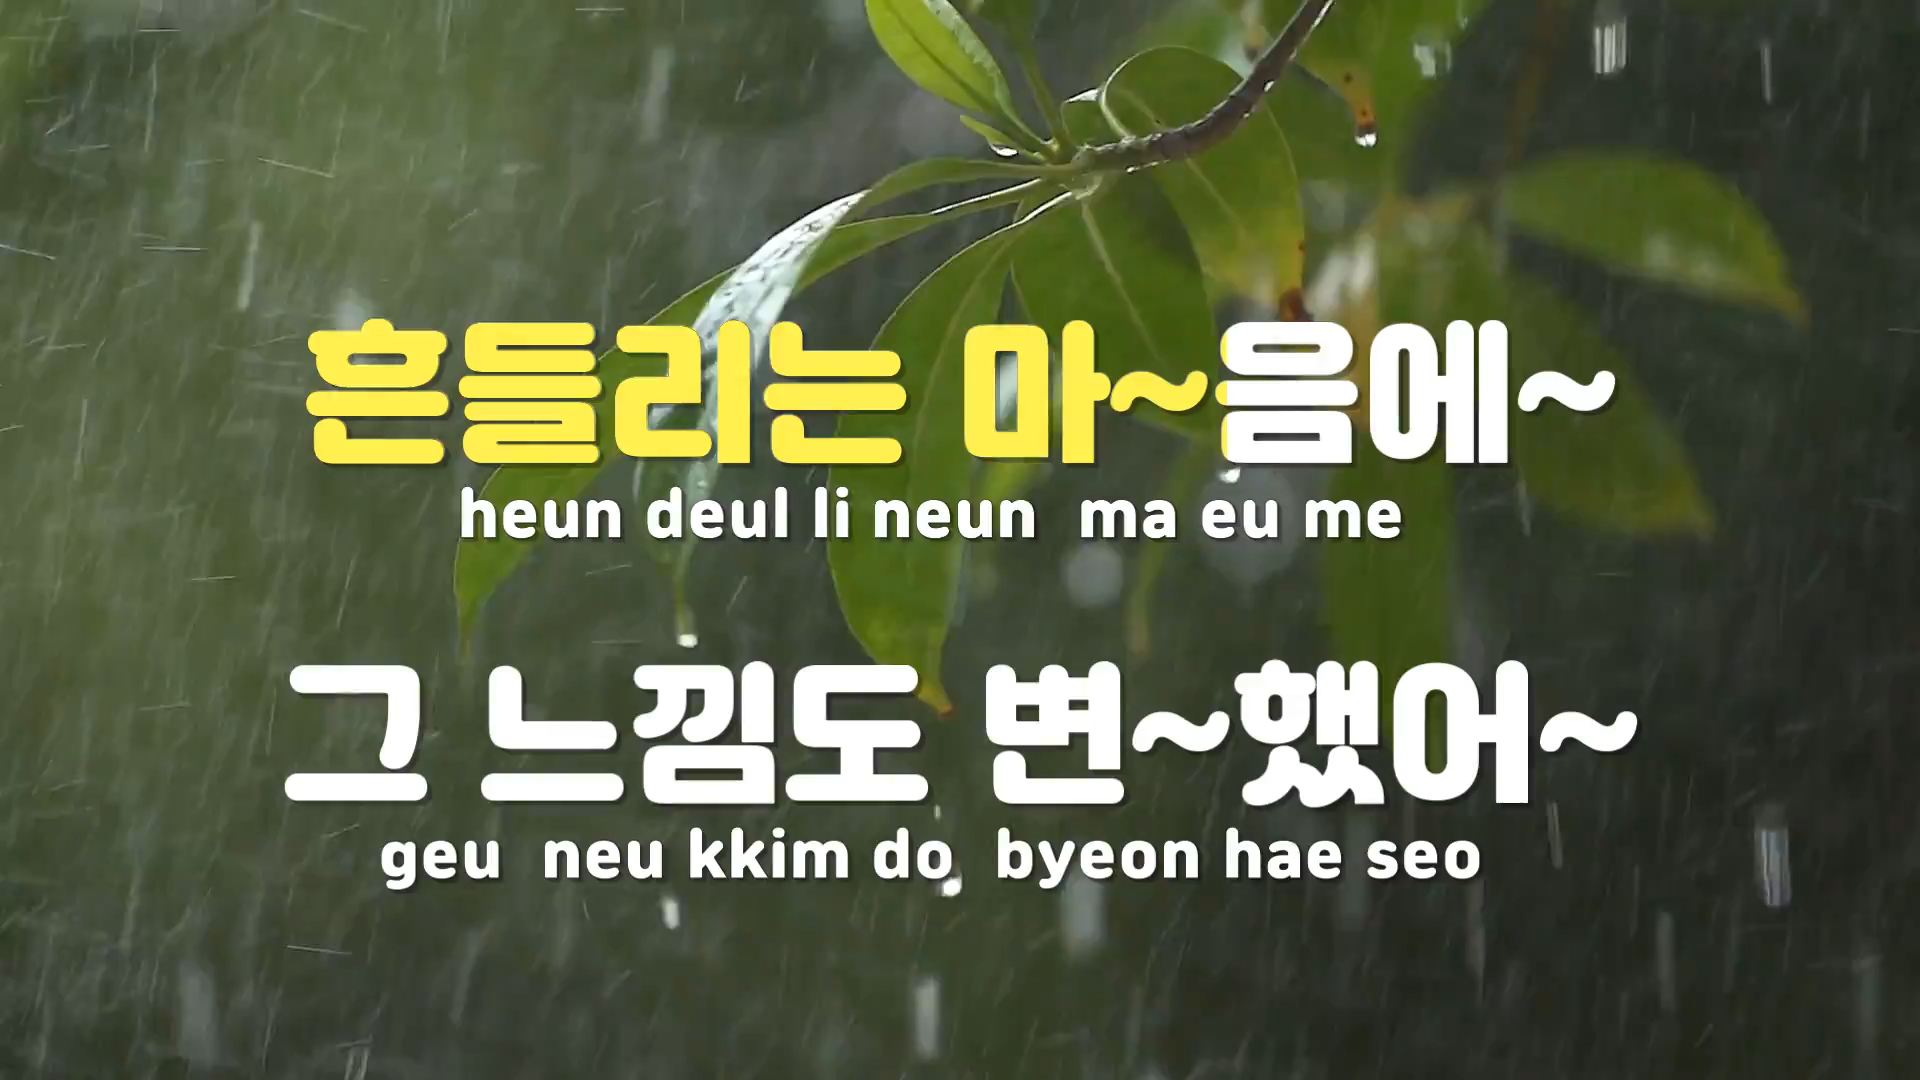 흔들리는 마~음에~
heun deul li neun ma eu me
그 느낌도 변~했어~
geu neu kkim do byeon hae seo